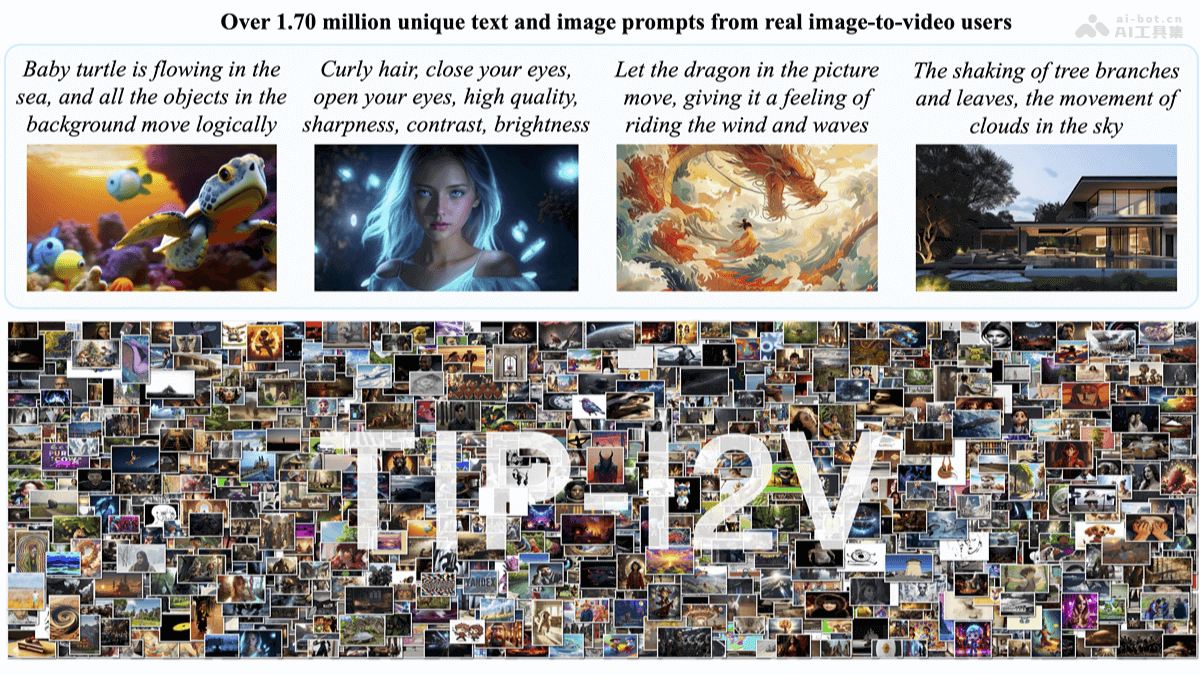 Over 1.70 million unique text and image prompts from real image-to-video users
ai-bot.cn
AI工具集
Baby turtle is flowing in the
sea, and all the objects in the
background move logically
Curly hair, close your eyes,
open your eyes, high quality,
sharpness, contrast, brightness
Let the dragon in the picture
move, giving it a feeling of
riding the wind and waves
The shaking of tree branches
and leaves, the movement of
clouds in the sky
TIP-I2V